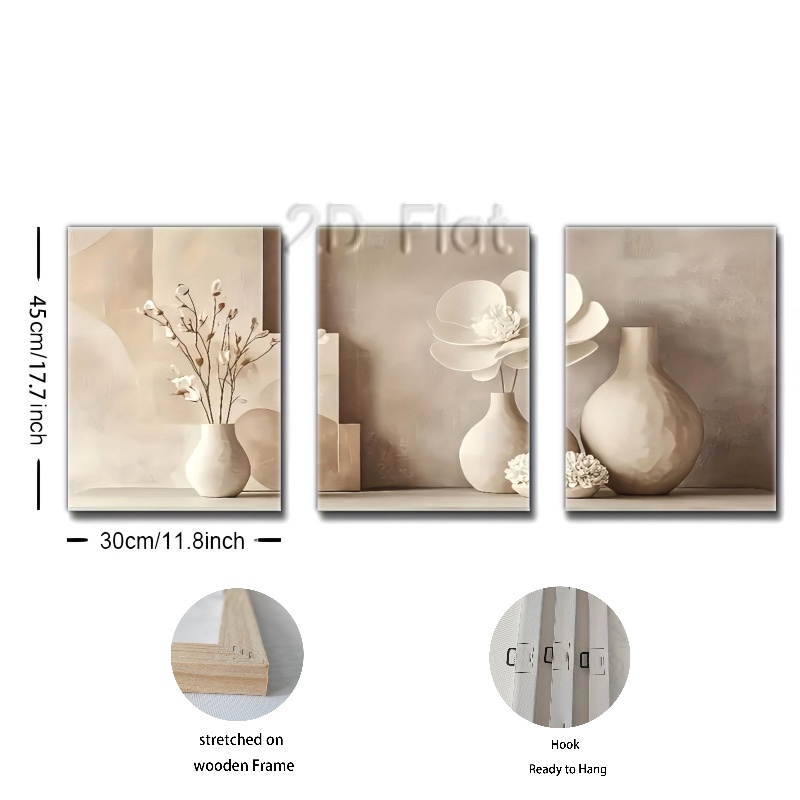 2D Flat
45cm/17.7inch
30cm/11.8inch
stretched on
wooden Frame
Hook
Ready to Hang